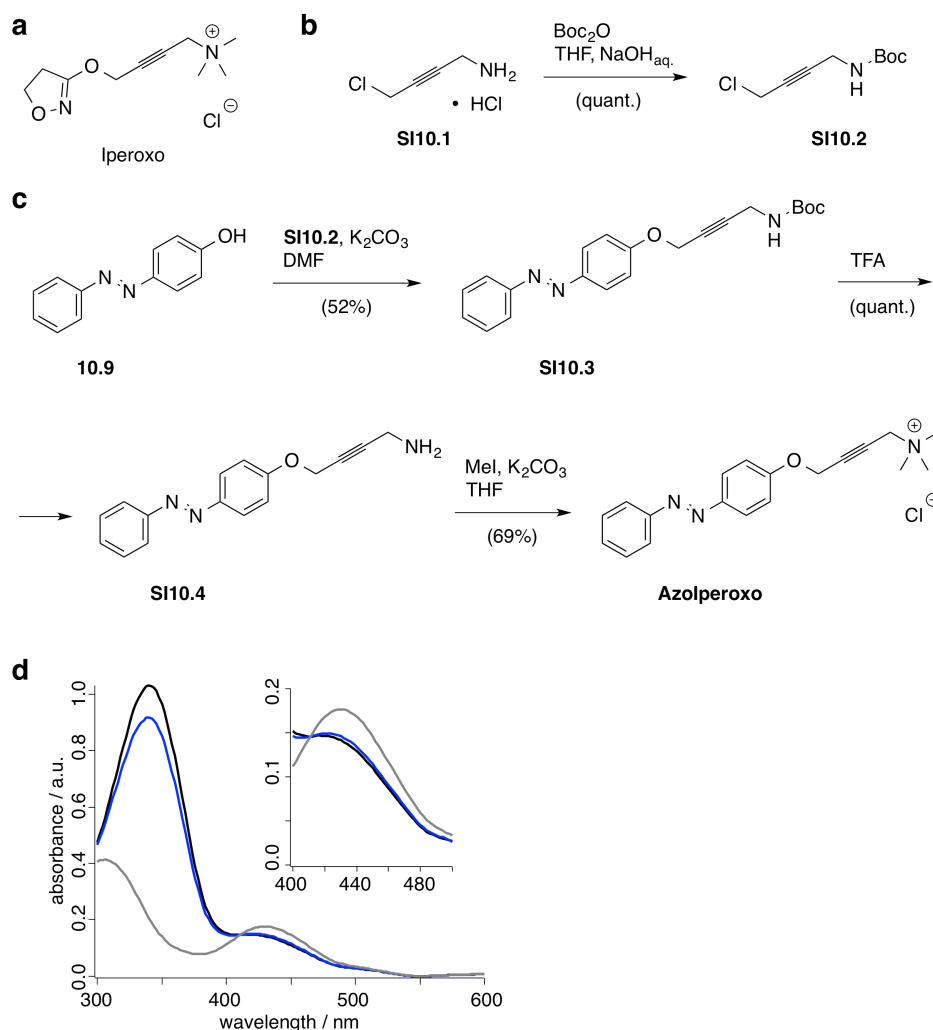 a
O
N
⊕
O
N
Cl
⊖
Iperoxo
b
Cl
NH2
• HCl
SI10.1
Boc2O
THF, NaOHaq.
(quant.)
Cl
N
H
Boc
SI10.2
c
OH
N
N
10.9
SI10.2, K2CO3
DMF
(52%)
O
N
H
Boc
N
N
SI10.3
TFA
(quant.)
NH2
O
N
N
SI10.4
MeI, K2CO3
THF
(69%)
⊕
N
O
N
N
Cl
⊖
AzoIperoxo
d
absorbance / a.u.
1.0
0.8
0.6
0.4
0.2
0.0
300 400 500 600
wavelength / nm
0.2
0.1
0.0
400 440 480